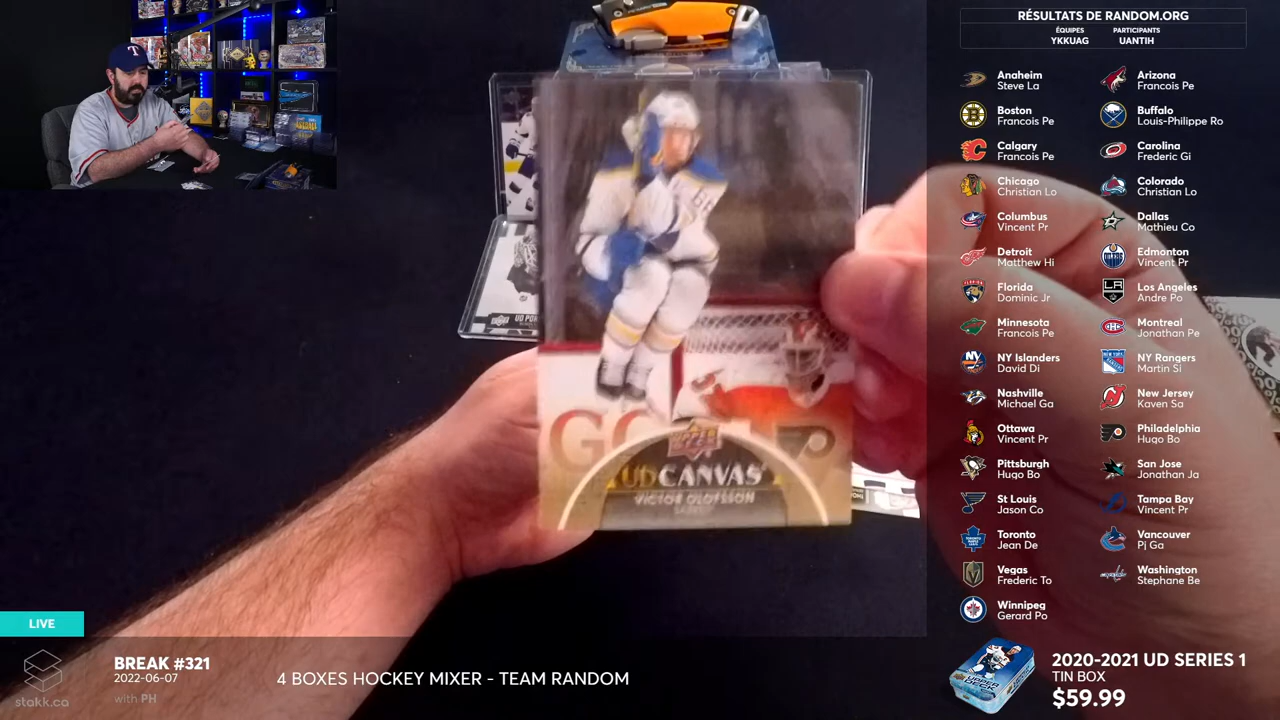 RÉSULTATS DE RANDOM.ORG
ÉQUIPES
YKKUAG
PARTICIPANTS
UANTIH
Anaheim
Steve La
Arizona
Francois Pe
Boston
Francois Pe
Buffalo
Louis-Philippe Ro
Calgary
Francois Pe
Carolina
Frederic Gi
Chicago
Christian Lo
Colorado
Christian Lo
Columbus
Vincent Pr
Dallas
Mathieu Co
Detroit
Matthew Hi
Edmonton
Vincent Pr
Florida
Dominic Jr
Los Angeles
Andre Po
Minnesota
Francois Pe
Montreal
Jonathan Pe
NY Islanders
David Di
NY Rangers
Martin Si
Nashville
Michael Ga
New Jersey
Kaven Sa
Ottawa
Vincent Pr
Philadelphia
Hugo Bo
Pittsburgh
Hugo Bo
San Jose
Jonathan Ja
St Louis
Jason Co
Tampa Bay
Vincent Pr
Toronto
Jean De
Vancouver
Pj Ga
Vegas
Frederic To
Washington
Stephane Be
Winnipeg
Gerard Po
UD CANVAS
VICTOR OLOFSSON
LIVE
stakk.ca
BREAK #321
2022-06-07
with PH
4 BOXES HOCKEY MIXER - TEAM RANDOM
2020-2021 UD SERIES 1
TIN BOX
$59.99